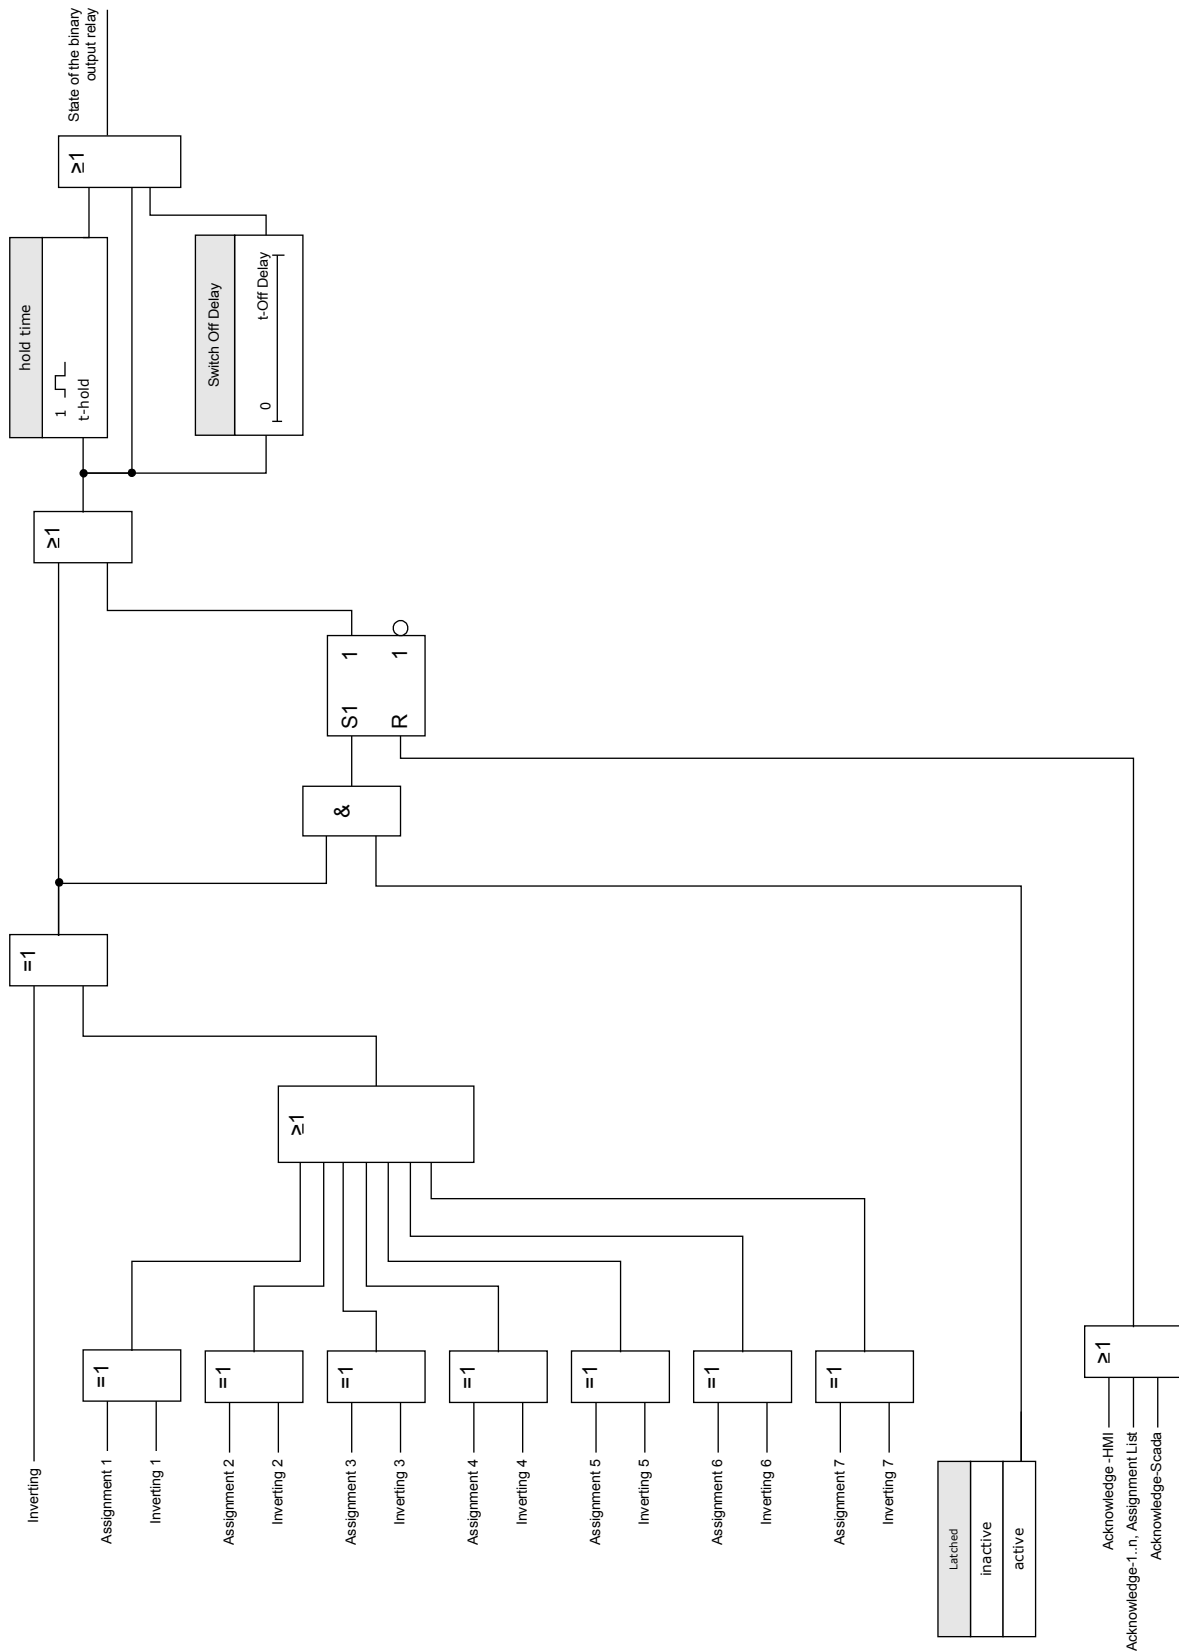 Inverting
Assignment 1
Inverting 1
Assignment 2
Inverting 2
Assignment 3
Inverting 3
Assignment 4
Inverting 4
Assignment 5
Inverting 5
Assignment 6
Inverting 6
Assignment 7
Inverting 7
Latched
inactive
active
Acknowledge -HMI
Acknowledge-1..n, Assignment List
Acknowledge-Scada
=1
=1
=1
=1
=1
=1
=1
≥1
≥1
=1
&
S1 1
R 1
≥1
hold time
1
t-hold
Switch Off Delay
0 t-Off Delay
≥1
State of the binary
output relay